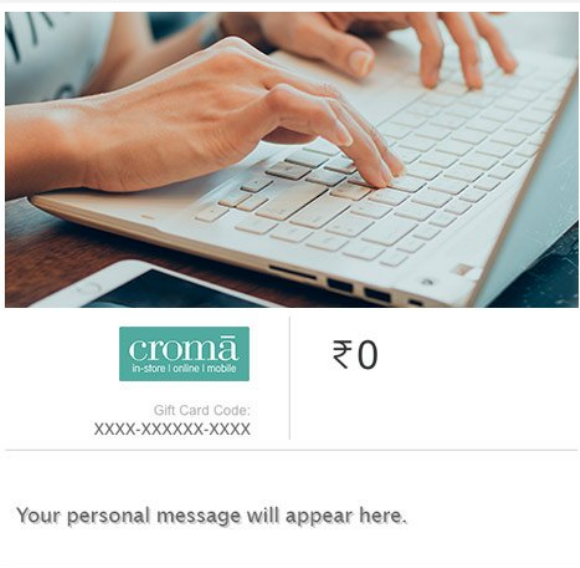 cromā
in-store | online | mobile
₹0
Gift Card Code:
XXXX-XXXXXX-XXXX
Your personal message will appear here.